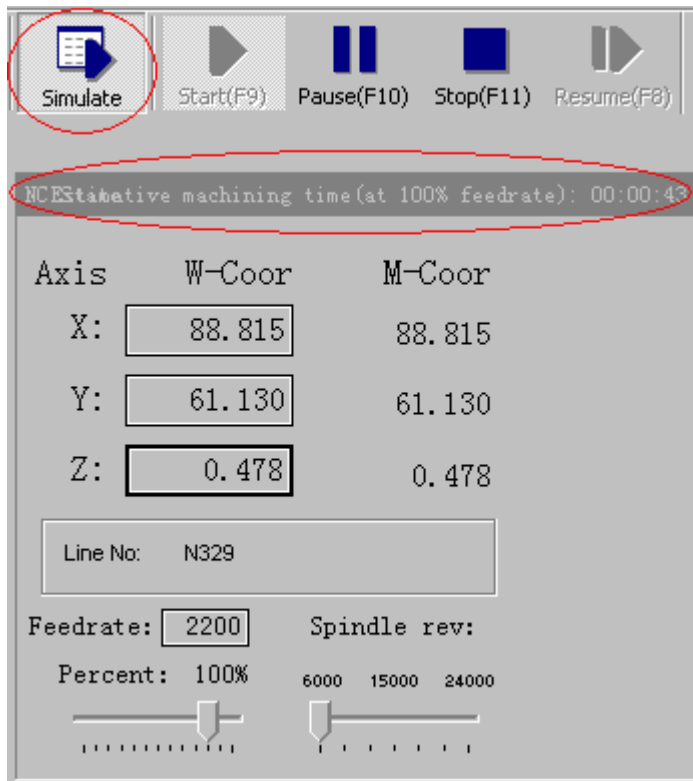 Simulate Start(F9) Pause(F10) Stop(F11) Resume(F8)
machining time(at 100% feedrate): 00:00:43
Axis W-Coor M-Coor
X: 88.815 88.815
Y: 61.130 61.130
Z: 0.478 0.478
Line No: N329
Feedrate: 2200 Spindle rev:
Percent: 100% 6000 15000 24000